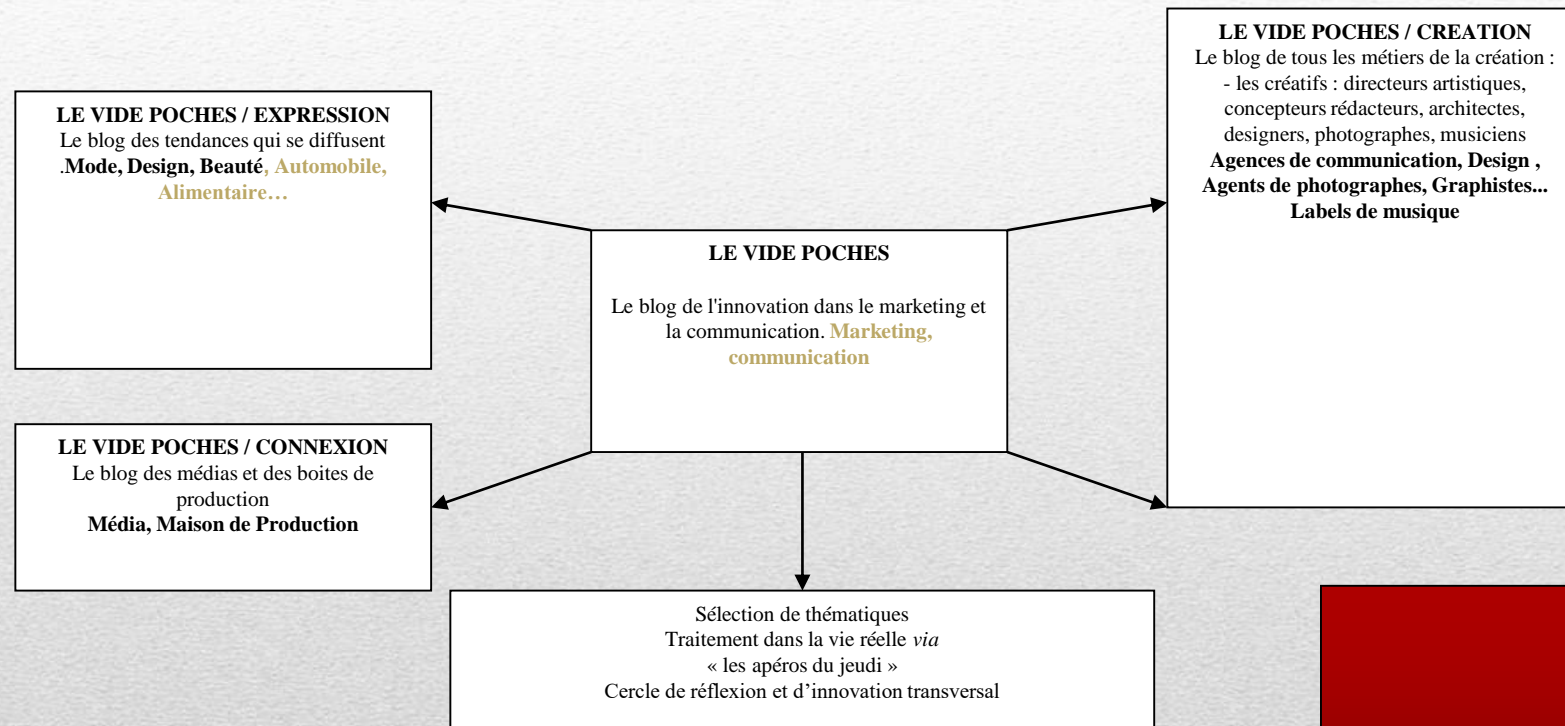 LE VIDE POCHES / EXPRESSION
Le blog des tendances qui se diffusent
.Mode, Design, Beauté, Automobile,
Alimentaire…
LE VIDE POCHES / CONNEXION
Le blog des médias et des boites de
production
Média, Maison de Production
LE VIDE POCHES
Le blog de l'innovation dans le marketing et
la communication. Marketing,
communication
LE VIDE POCHES / CREATION
Le blog de tous les métiers de la création :
- les créatifs : directeurs artistiques,
concepteurs rédacteurs, architectes,
designers, photographes, musiciens
Agences de communication, Design ,
Agents de photographes, Graphistes...
Labels de musique
Sélection de thématiques
Traitement dans la vie réelle via
« les apéros du jeudi »
Cercle de réflexion et d’innovation transversal